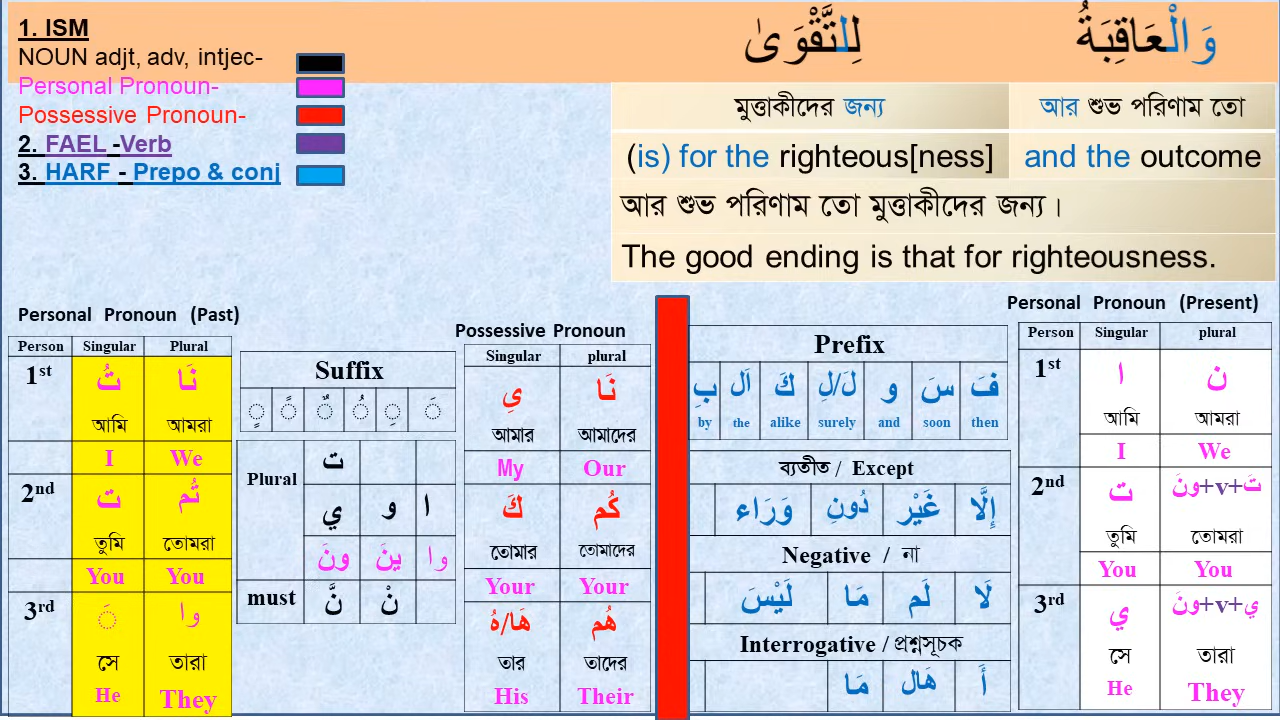 1. ISM
NOUN adjt, adv, intjec-
Personal Pronoun-
Possessive Pronoun-
2. FAEL -Verb
3. HARF - Prepo & conj
وَالْعَاقِبَةُ لِلتَّقْوَىٰ
মুত্তাকীদের জন্য আর শুভ পরিণাম তো
(is) for the righteous[ness] and the outcome
আর শুভ পরিণাম তো মুত্তাকীদের জন্য।
The good ending is that for righteousness.
Personal Pronoun (Past)
Person Singular Plural
1st تُ نَا
আমি আমরা
I We
2nd ت تُم
তুমি তোমরা
You You
3rd َ وا
সে তারা
He They
Suffix
ٍ ً ٌ ُ ِ َ
Plural ت
ي و ا
ونَ ينَ وا
must نَّ نْ
Possessive Pronoun
Singular plural
يِ نَا
আমার আমাদের
My Our
كَ كُم
তোমার তোমাদের
Your Your
هَا/هُ هُم
তার তাদের
His Their
Prefix
بِ اَل كَ لَ/لِ و سَ فَ
by the alike surely and soon then
ব্যতীত / Except
وَرَاء دُونِ غَيْر إِلَّا
Negative / না
لَيْسَ مَا لَم لَا
Interrogative / প্রশ্নসূচক
مَا هَال أَ
Personal Pronoun (Present)
Person Singular plural
1st ا ن
আমি আমরা
I We
2nd ت تَ+v+ونَ
তুমি তোমরা
You You
3rd ي ي+v+ونَ
সে তারা
He They